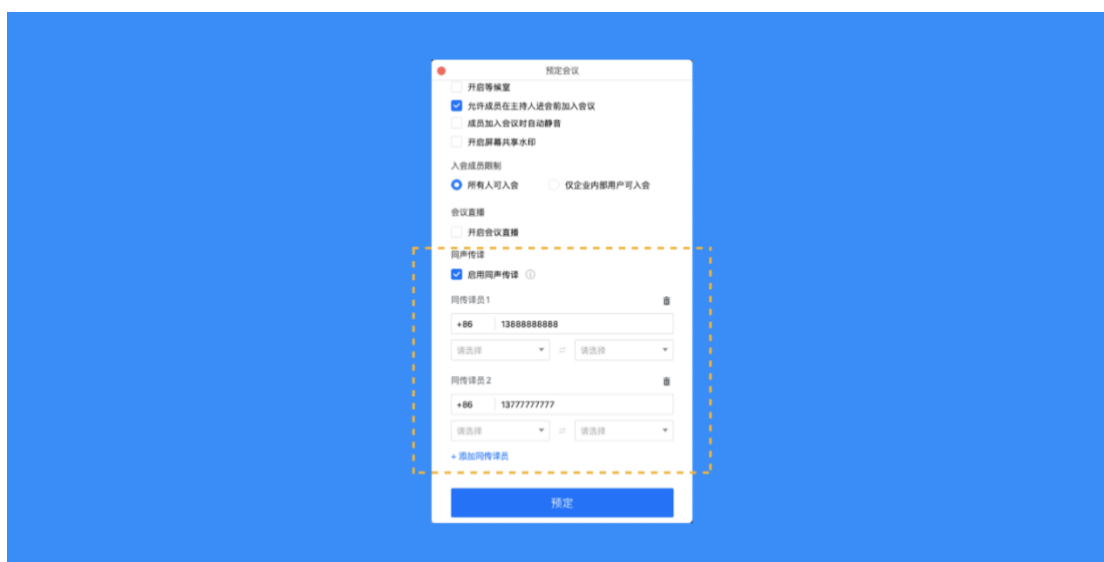 预定会议
开启等候室
允许成员在主持人进会前加入会议
成员加入会议时自动静音
开启屏幕共享水印
入会成员限制
所有人可入会 仅企业内部用户可入会
会议直播
开启会议直播
同声传译
启用同声传译
同传译员1
+86 13888888888
请选择 请选择
同传译员2
+86 13777777777
请选择 请选择
+ 添加同传译员
预定